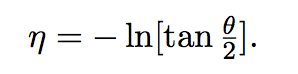 η = − ln[tan θ/2].